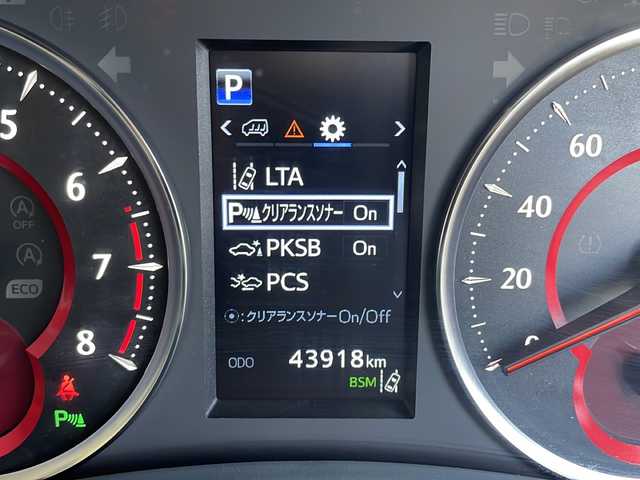 P
LTA
P クリアランスソナー On
PKSB On
PCS
:クリアランスソナーOn/Off
ODO 43918km
BSM
5
6
7
8
A
OFF
A
ECO
P
60
40
20
0